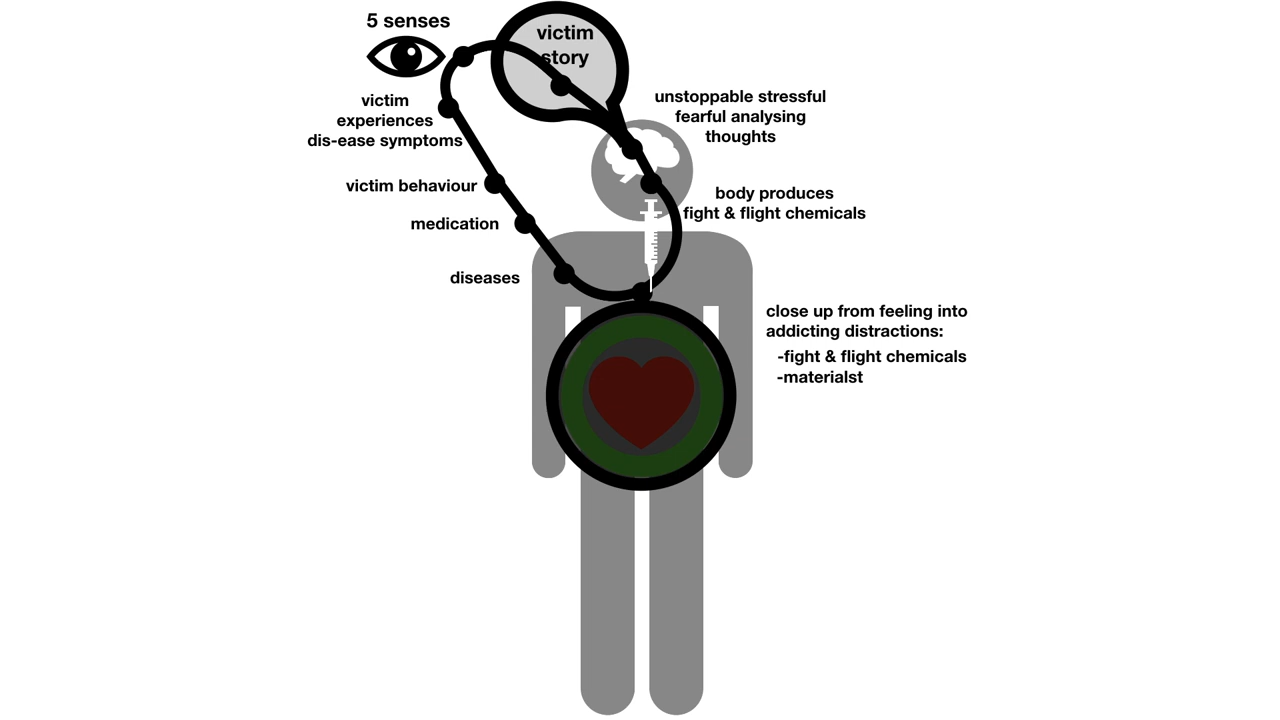 5 senses
victim
story
victim
experiences
dis-ease symptoms
unstoppable stressful
fearful analysing
thoughts
victim behaviour
body produces
fight & flight chemicals
medication
diseases
close up from feeling into
addicting distractions:
-fight & flight chemicals
-materialst